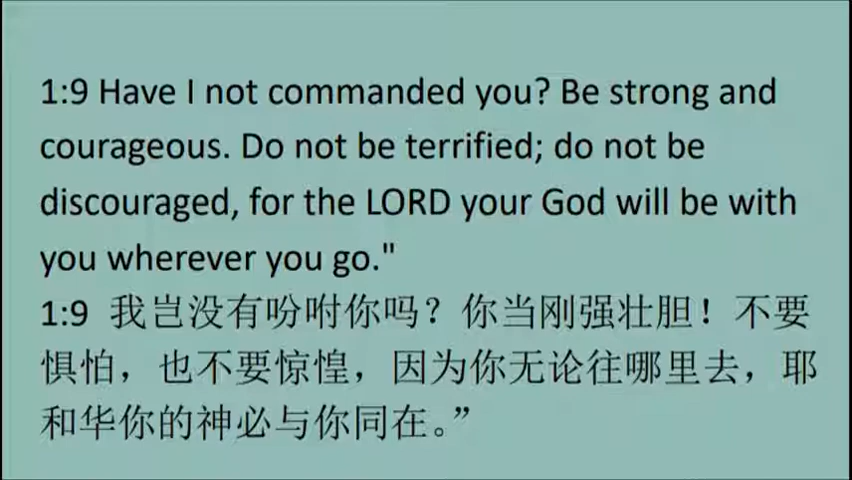 1:9 Have I not commanded you? Be strong and
courageous. Do not be terrified; do not be
discouraged, for the LORD your God will be with
you wherever you go."
1:9 我岂没有吩咐你吗？你当刚强壮胆！不要
惧怕，也不要惊惶，因为你无论往哪里去，耶
和华你的神必与你同在。”